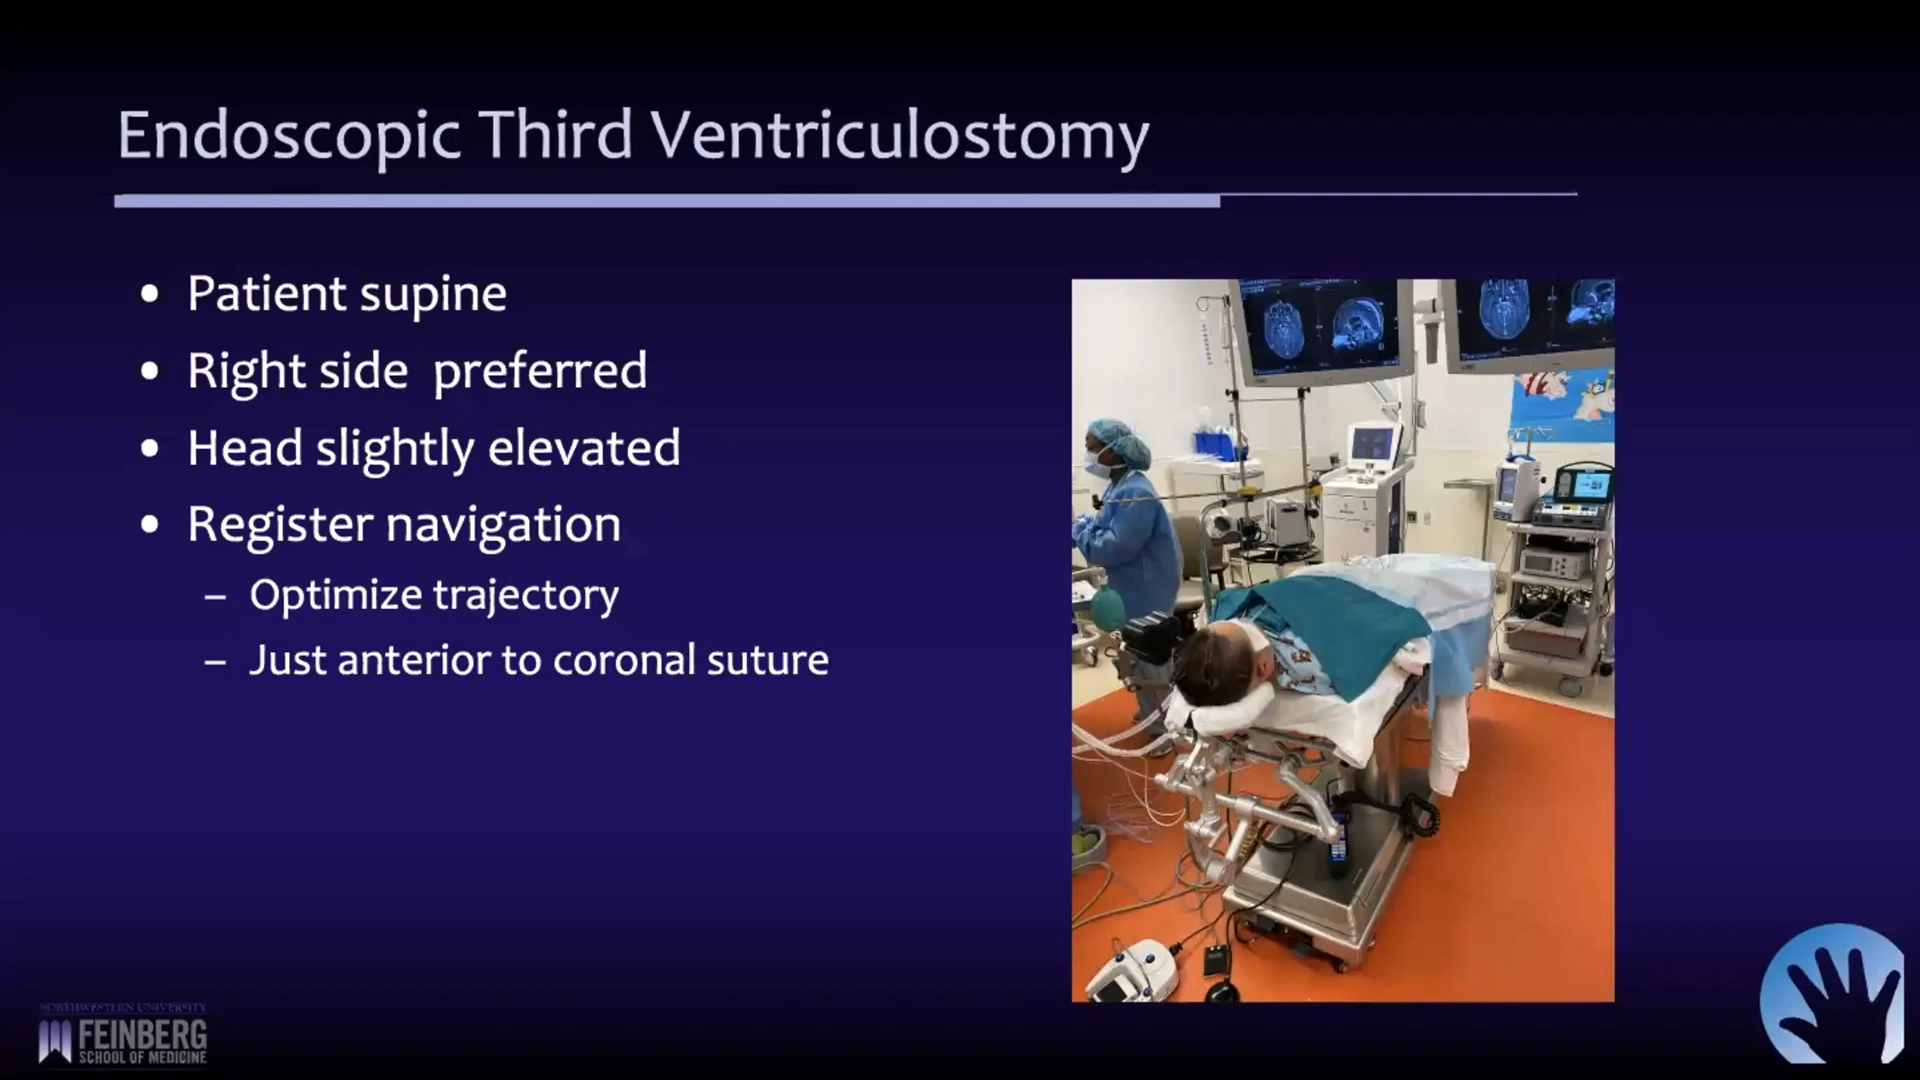 Endoscopic Third Ventriculostomy
• Patient supine
• Right side preferred
• Head slightly elevated
• Register navigation
– Optimize trajectory
– Just anterior to coronal suture
NORTHWESTERN UNIVERSITY
FEINBERG
SCHOOL OF MEDICINE